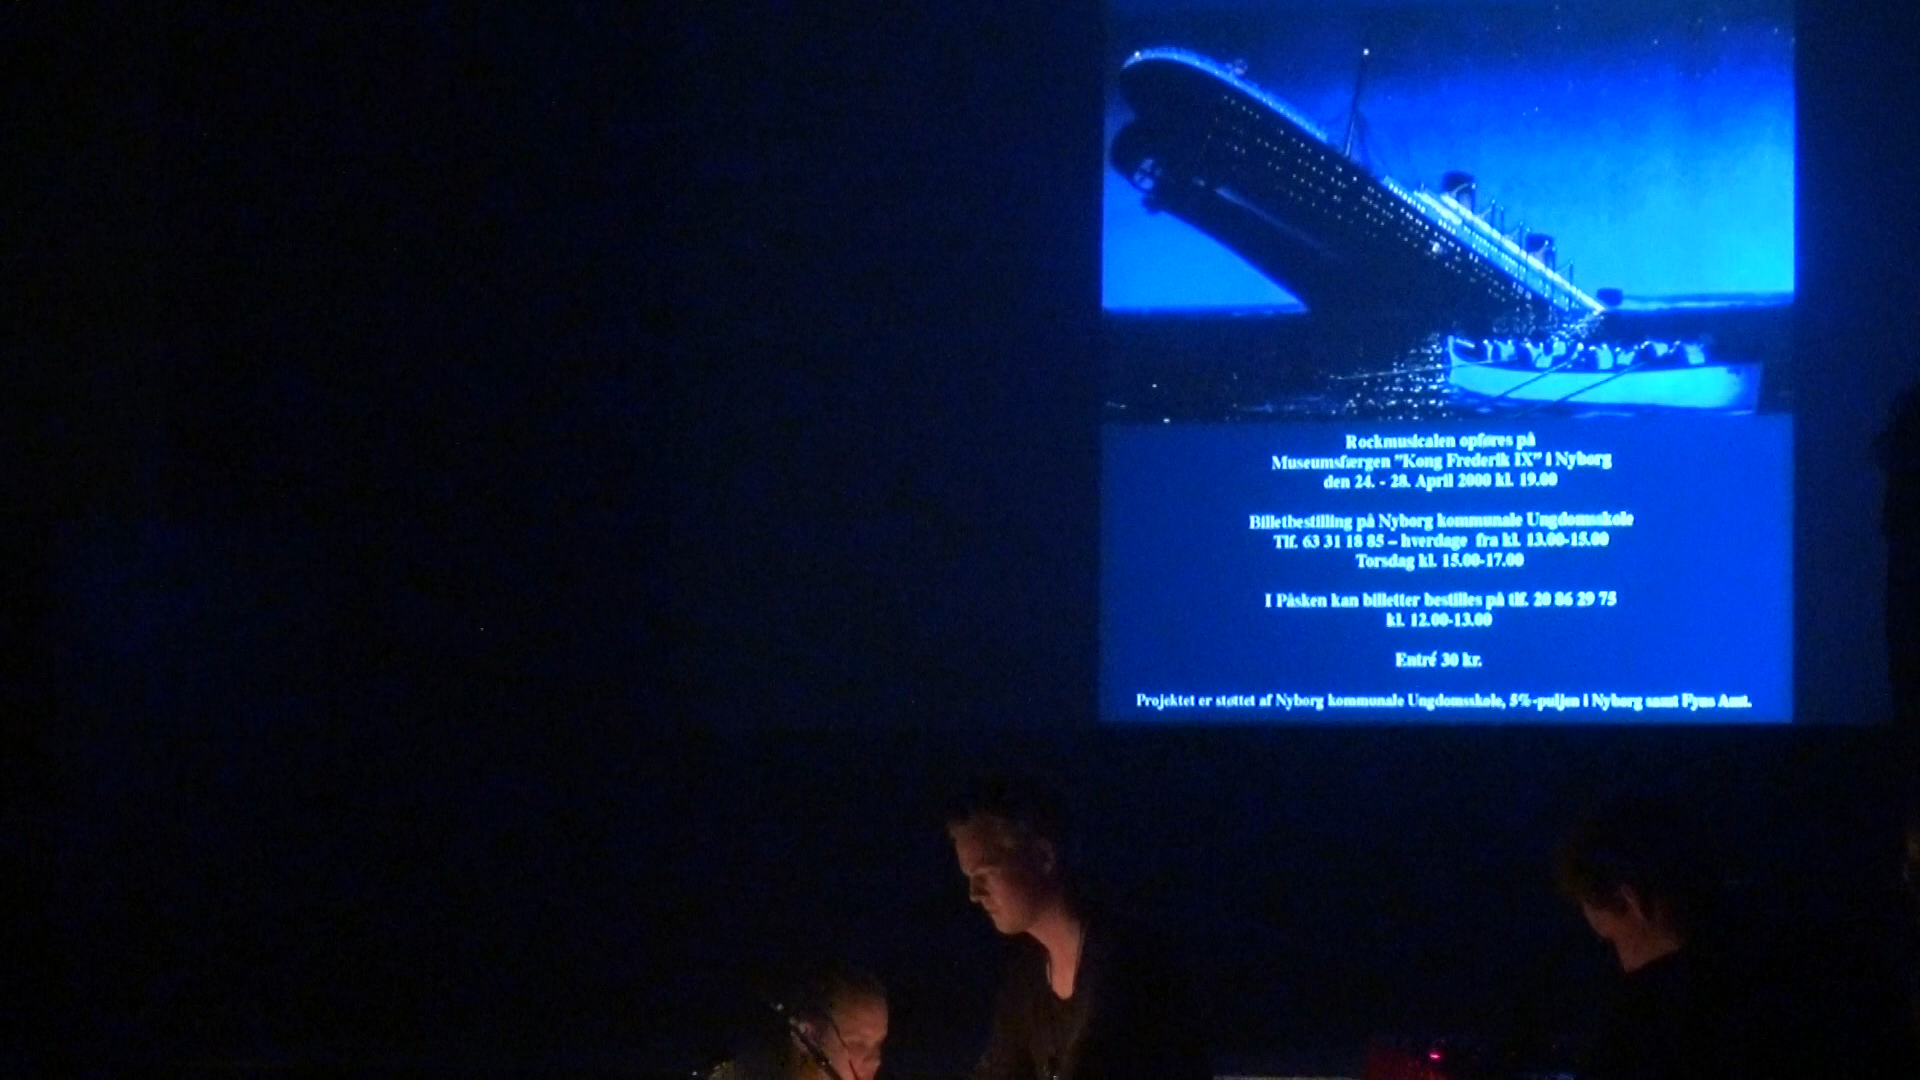 Rockmusicalen opføres på
Museumsfærgen ”Kong Frederik IX” i Nyborg
den 24. - 28. April 2000 kl. 19.00
Billetbestilling på Nyborg kommunale Ungdomsskole
Tlf. 63 31 18 85 – hverdage fra kl. 13.00-15.00
Torsdag kl. 15.00-17.00
I Påsken kan billetter bestilles på tlf. 20 86 29 75
kl. 12.00-13.00
Entré 30 kr.
Projektet er støttet af Nyborg kommunale Ungdomsskole, 5%-puljen i Nyborg samt Fyns Amt.